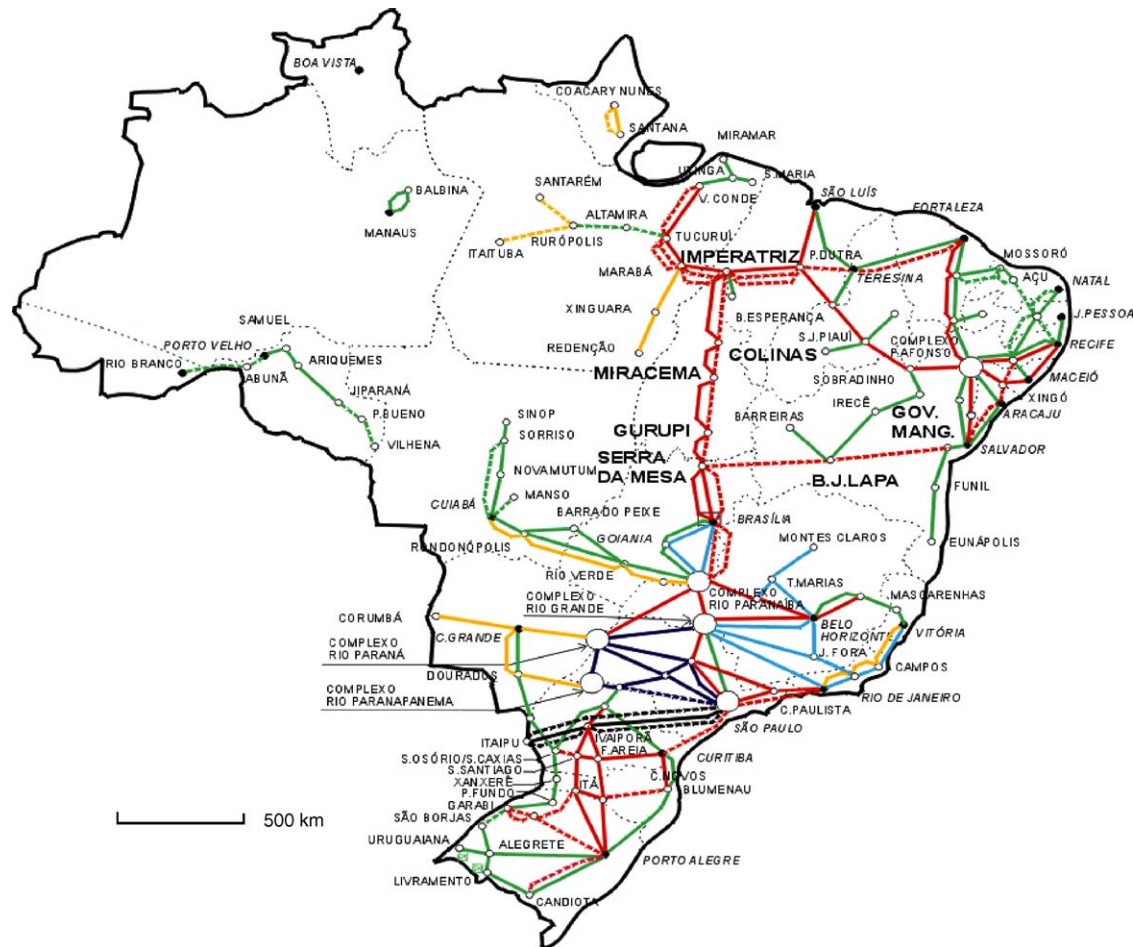 BOA VISTA
COACARY NUNES
SANTANA
MIRAMAR
UTINGA
S.MARIA
BALBINA
SANTARÉM
V. CONDE
SÃO LUÍS
MANAUS
ALTAMIRA
FORTALEZA
RURÓPOLIS
TUCURUÍ
ITAITUBA
IMPERATRIZ
P.DUTRA
MOSSORÓ
MARABÁ
TERESINA
AÇU
NATAL
XINGUARA
B.ESPERANÇA
J.PESSOA
SAMUEL
S.J.PIAUÍ
COMPLEXO
P.AFONSO
PORTO VELHO
REDENÇÃO
COLINAS
RECIFE
RIO BRANCO
ARIQUEMES
ABUNÃ
MIRACEMA
SOBRADINHO
MACEIÓ
JIPARANÁ
IRECÊ
XINGÓ
P.BUENO
SINOP
BARREIRAS
GOV.
MANG.
ARACAJU
SORRISO
GURUPI
VILHENA
SERRA
DA MESA
SALVADOR
NOVAMUTUM
B.J.LAPA
FUNIL
MANSO
CUIABÁ
BARRA DO PEIXE
BRASÍLIA
GOIANIA
MONTES CLAROS
EUNÁPOLIS
RONDONÓPOLIS
RIO VERDE
T.MARIAS
COMPLEXO
RIO PARANAÍBA
COMPLEXO
RIO GRANDE
MASCARENHAS
CORUMBÁ
C.GRANDE
BELO
HORIZONTE
VITÓRIA
COMPLEXO
RIO PARANÁ
J.FORA
DOURADOS
CAMPOS
COMPLEXO
RIO PARANAPANEMA
RIO DE JANEIRO
C.PAULISTA
SÃO PAULO
ITAIPU
IVAIPORÃ
S.OSÓRIO/S.CAXIAS
F.AREIA
CURITIBA
S.SANTIAGO
XANXERÊ
C.NOVOS
P.FUNDO
ITÁ
BLUMENAU
GARABI
500 km
SÃO BORJAS
URUGUAIANA
ALEGRETE
PORTO ALEGRE
LIVRAMENTO
CANDIOTA